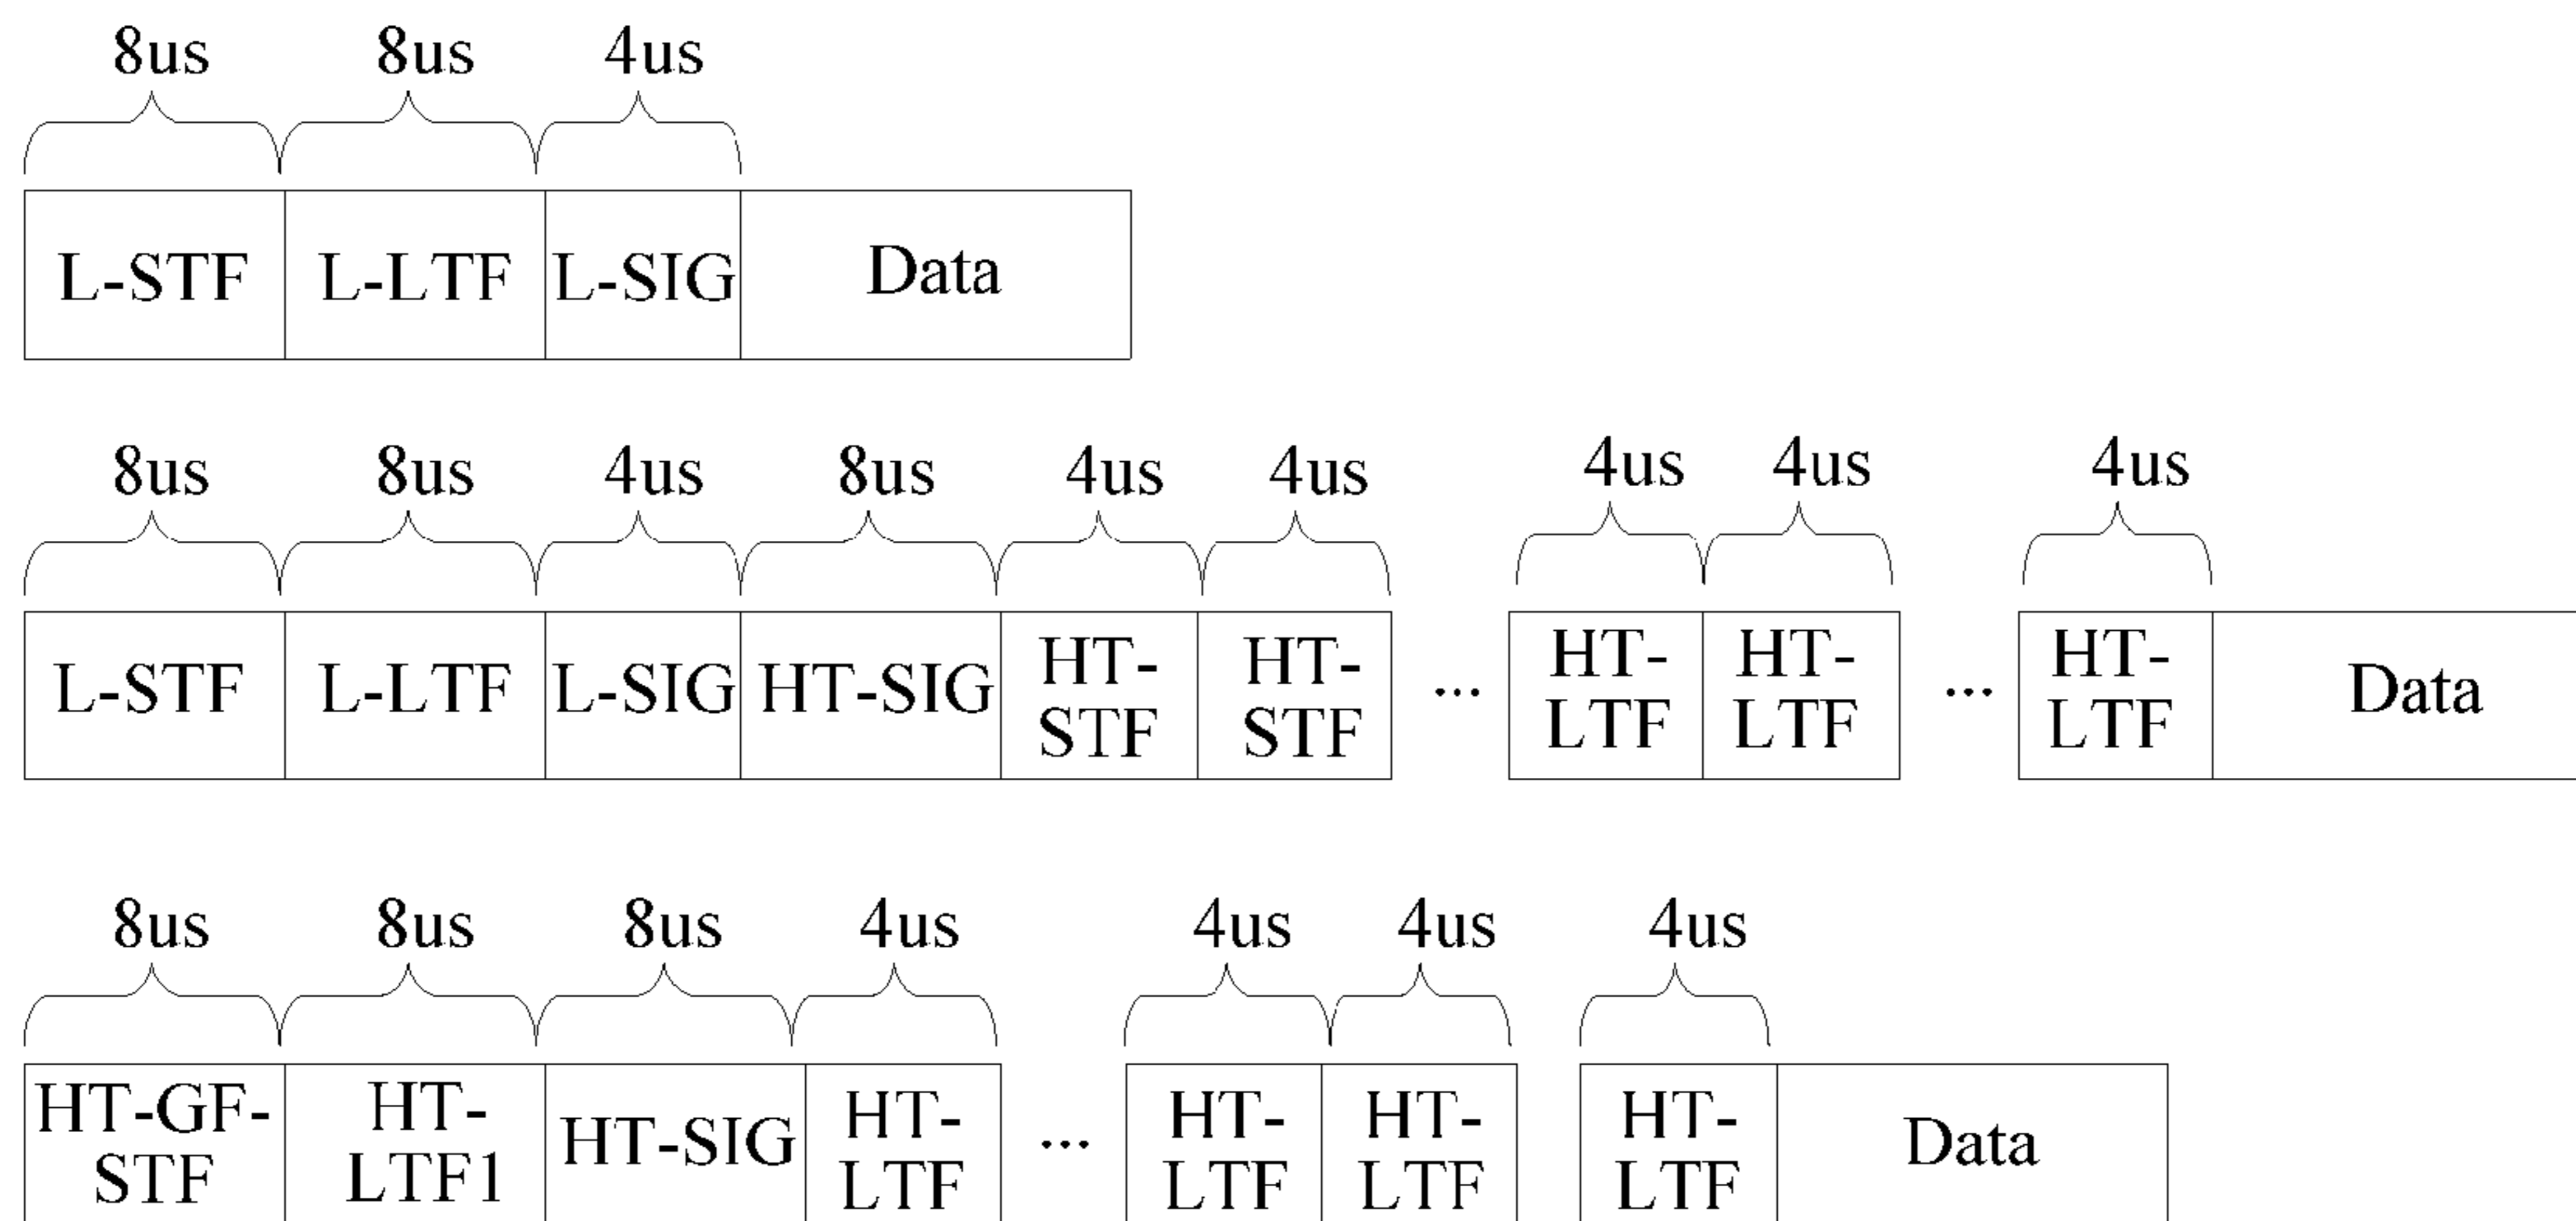 8us 8us 4us
L-STF L-LTF L-SIG Data
8us 8us 4us 8us 4us 4us 4us 4us 4us
L-STF L-LTF L-SIG HT-SIG HT-STF HT-STF ... HT-LTF HT-LTF ... HT-LTF Data
8us 8us 8us 4us 4us 4us 4us
HT-GF-STF HT-LTF1 HT-SIG HT-LTF ... HT-LTF HT-LTF HT-LTF Data